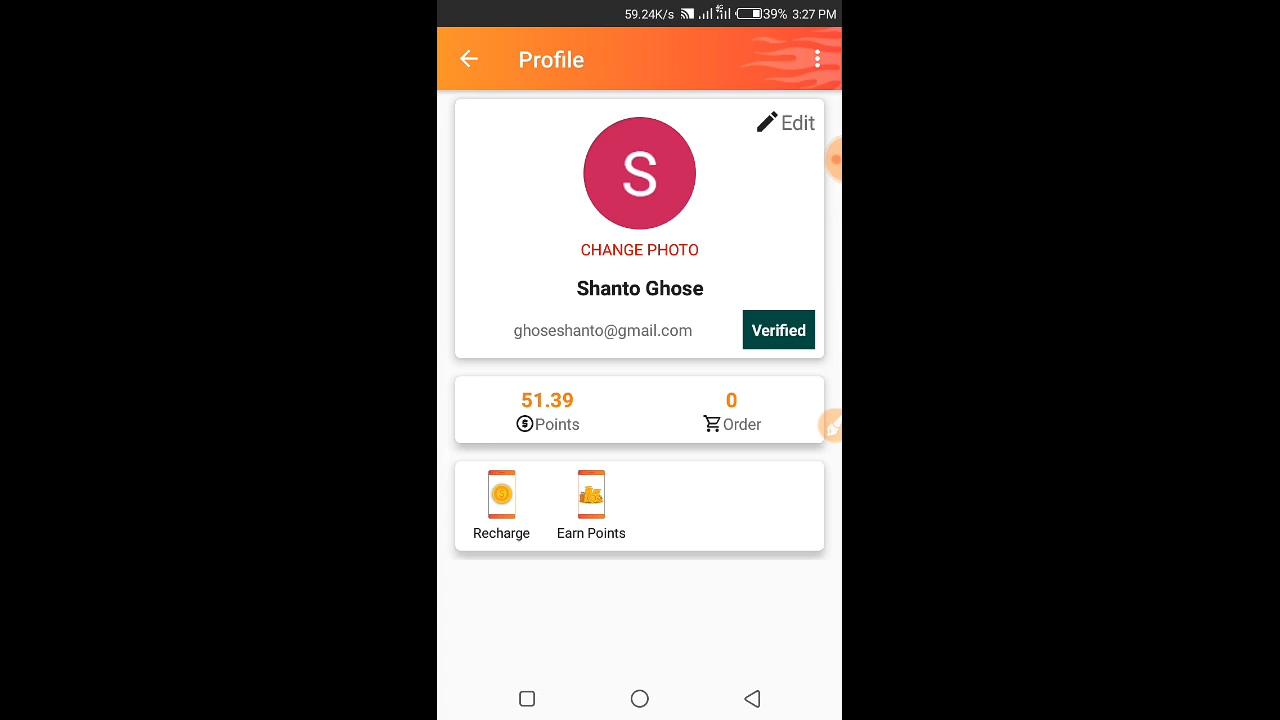 59.24K/s 4G 39% 3:27 PM
Profile
Edit
S
CHANGE PHOTO
Shanto Ghose
ghoseshanto@gmail.com Verified
51.39 0
Points Order
Recharge Earn Points